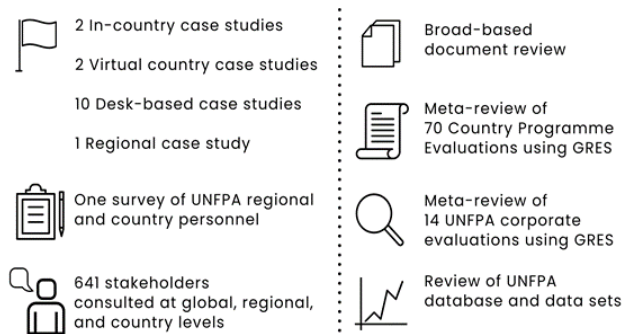 2 In-country case studies
2 Virtual country case studies
10 Desk-based case studies
1 Regional case study
One survey of UNFPA regional
and country personnel
641 stakeholders
consulted at global, regional,
and country levels
Broad-based
document review
Meta-review of
70 Country Programme
Evaluations using GRES
Meta-review of
14 UNFPA corporate
evaluations using GRES
Review of UNFPA
database and data sets